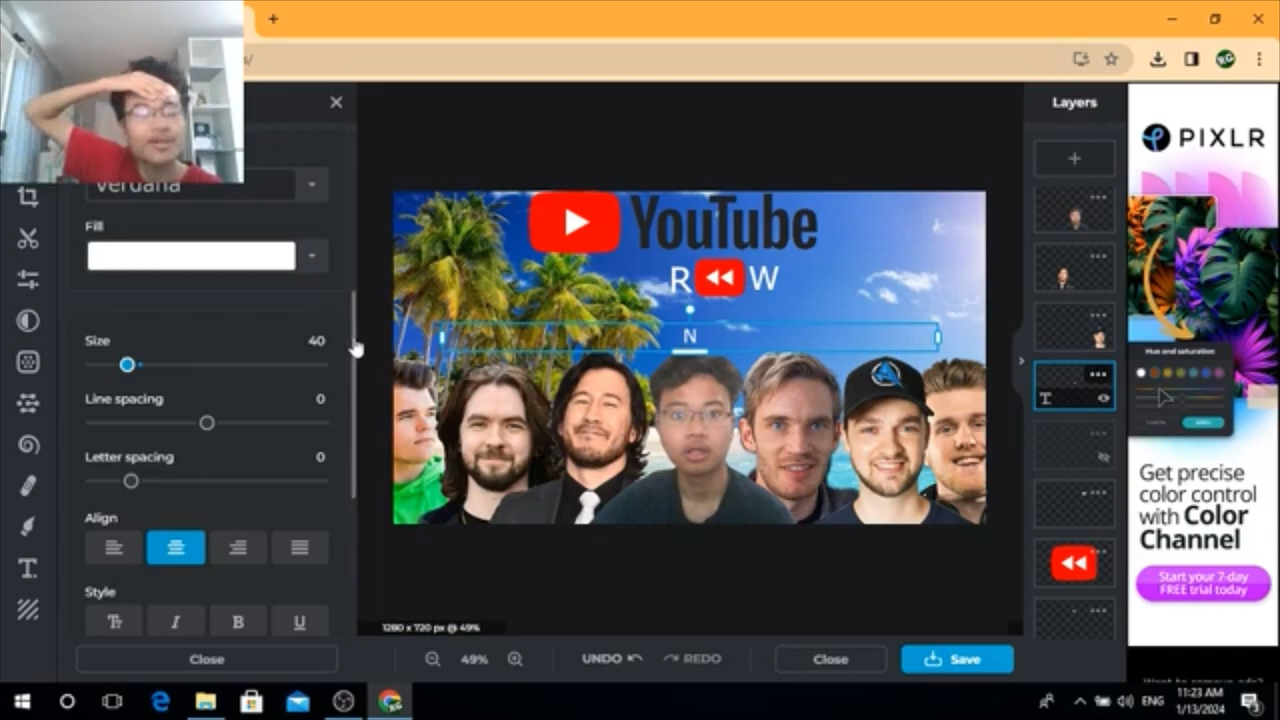 Layers
PIXLR
Verdana
Fill
YouTube
R W
Size 40
N
Line spacing 0
Letter spacing 0
Align
Style
T I B U
T
Hue and saturation
Get precise
color control
with Color
Channel
Start your 7-day
FREE trial today
1280 x 720 px @ 49%
Close
49%
UNDO
REDO
Close
Save
ENG
11:23 AM
1/13/2024
RG